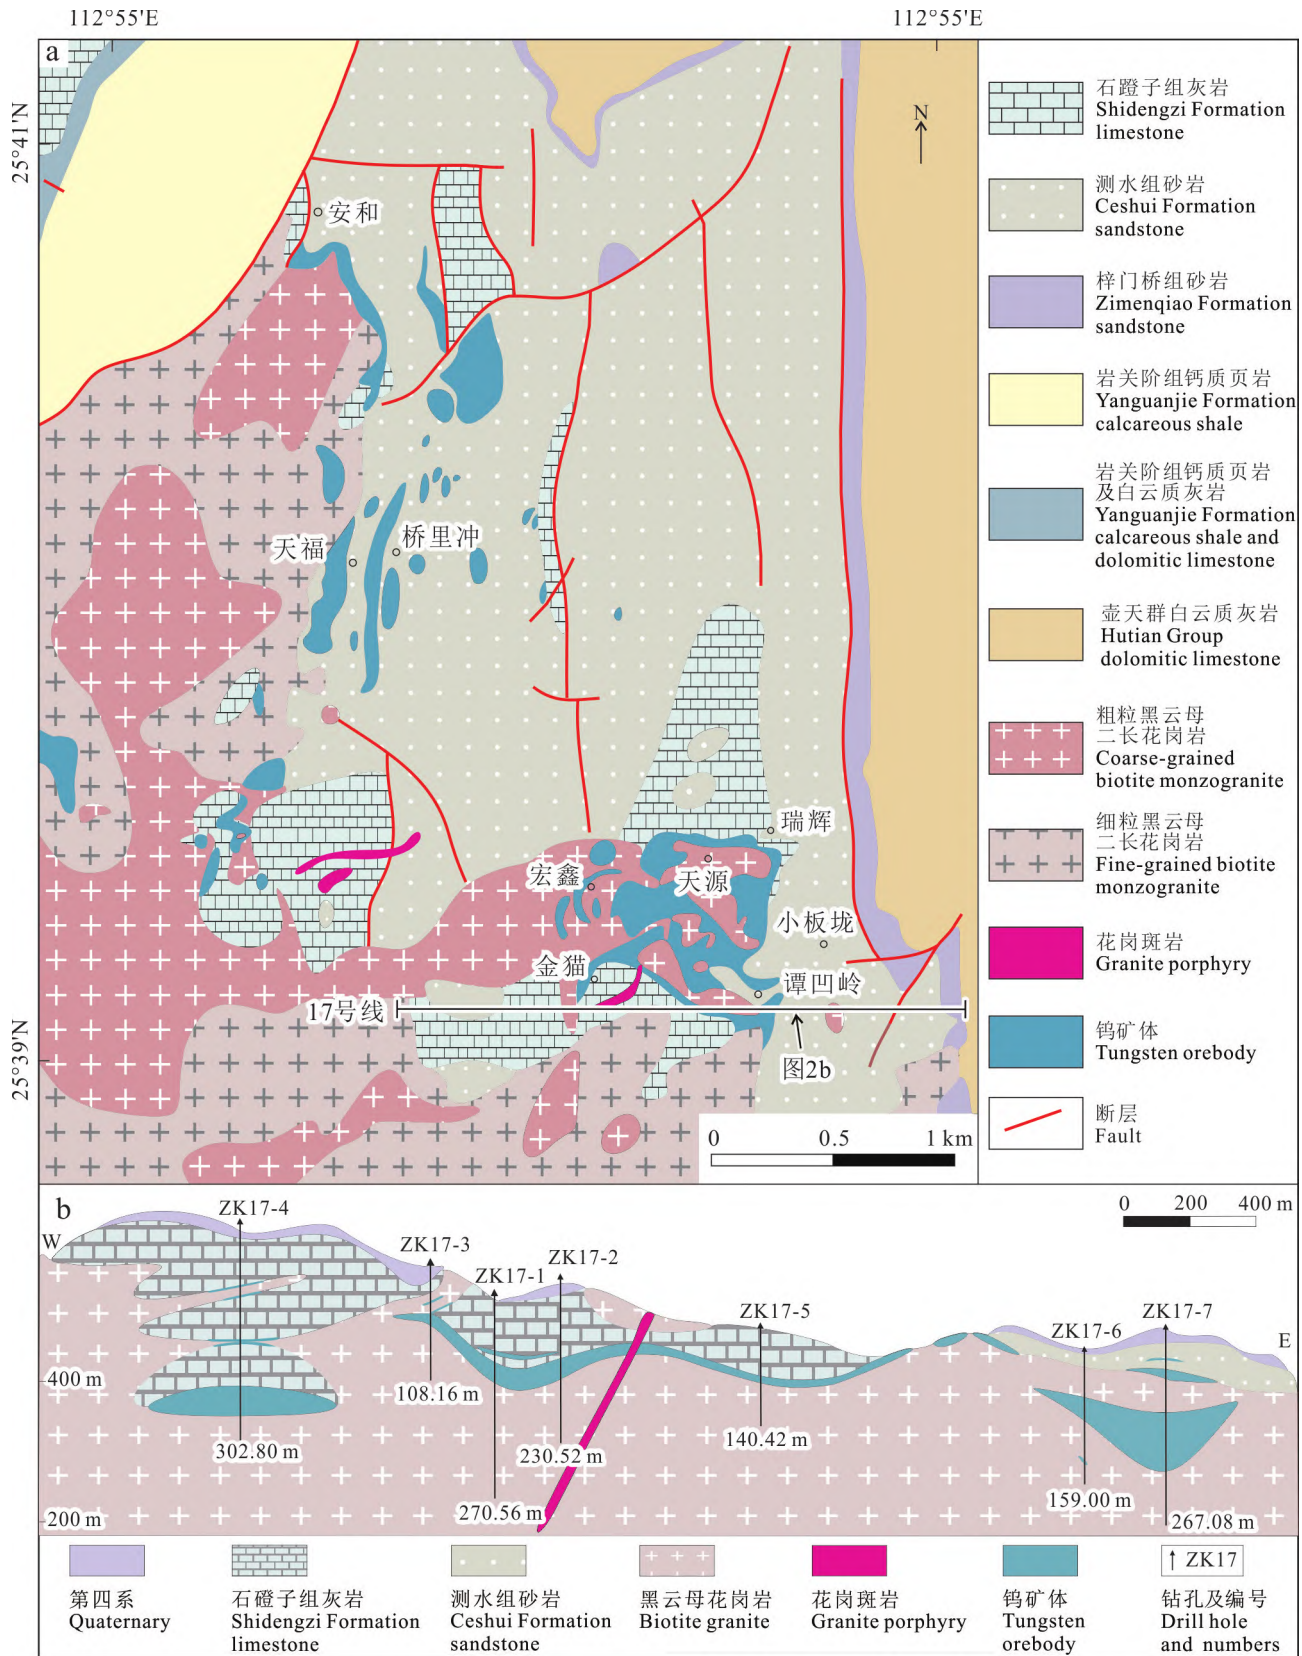 112°55'E
112°55'E
a
25°41'N
25°39'N
N
安和
天福
桥里冲
瑞辉
宏鑫
天源
小板垅
金猫
谭凹岭
17号线
图2b
0 0.5 1 km
石蹬子组灰岩
Shidengzi Formation
limestone
测水组砂岩
Ceshui Formation
sandstone
梓门桥组砂岩
Zimenqiao Formation
sandstone
岩关阶组钙质页岩
Yanguanjie Formation
calcareous shale
岩关阶组钙质页岩
及白云质灰岩
Yanguanjie Formation
calcareous shale and
dolomitic limestone
壶天群白云质灰岩
Hutian Group
dolomitic limestone
粗粒黑云母
二长花岗岩
Coarse-grained
biotite monzogranite
细粒黑云母
二长花岗岩
Fine-grained biotite
monzogranite
花岗斑岩
Granite porphyry
钨矿体
Tungsten orebody
断层
Fault
b
0 200 400 m
W
E
ZK17-4
ZK17-3
ZK17-1
ZK17-2
ZK17-5
ZK17-6
ZK17-7
400 m
200 m
302.80 m
108.16 m
270.56 m
230.52 m
140.42 m
159.00 m
267.08 m
第四系
Quaternary
石磴子组灰岩
Shidengzi Formation
limestone
测水组砂岩
Ceshui Formation
sandstone
黑云母花岗岩
Biotite granite
花岗斑岩
Granite porphyry
钨矿体
Tungsten
orebody
ZK17
钻孔及编号
Drill hole
and numbers